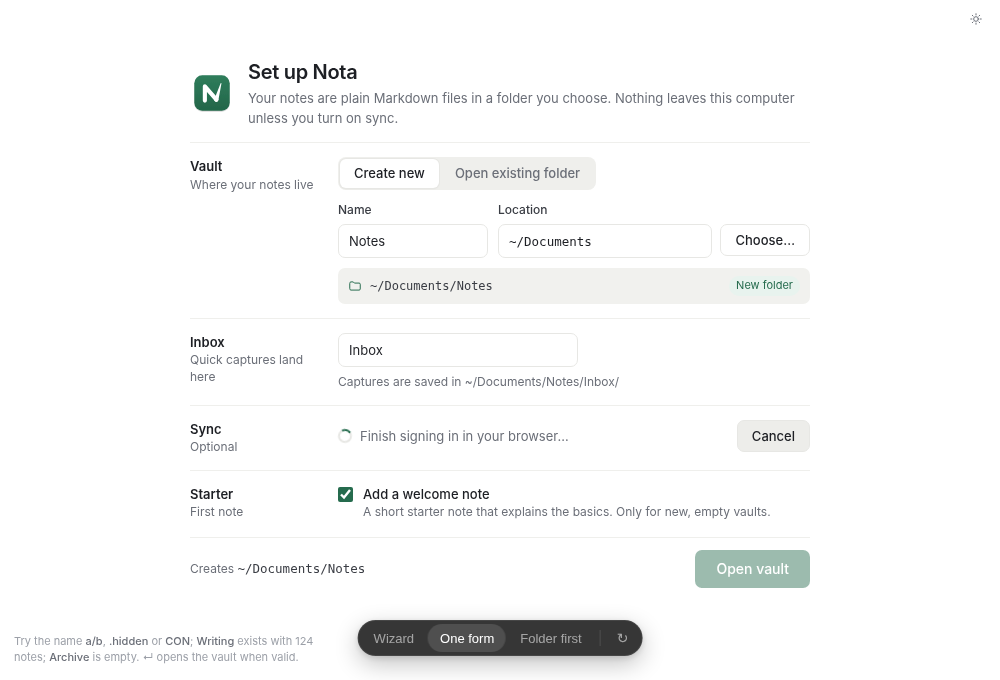 Set up Nota
Your notes are plain Markdown files in a folder you choose. Nothing leaves this computer
unless you turn on sync.
Vault
Where your notes live
Create new
Open existing folder
Name
Location
Notes
~/Documents
Choose…
~/Documents/Notes
New folder
Inbox
Quick captures land
here
Inbox
Captures are saved in ~/Documents/Notes/Inbox/
Sync
Optional
Finish signing in in your browser…
Cancel
Starter
First note
Add a welcome note
A short starter note that explains the basics. Only for new, empty vaults.
Creates ~/Documents/Notes
Open vault
Try the name a/b, .hidden or CON; Writing exists with 124
notes; Archive is empty. ↵ opens the vault when valid.
Wizard
One form
Folder first
↻